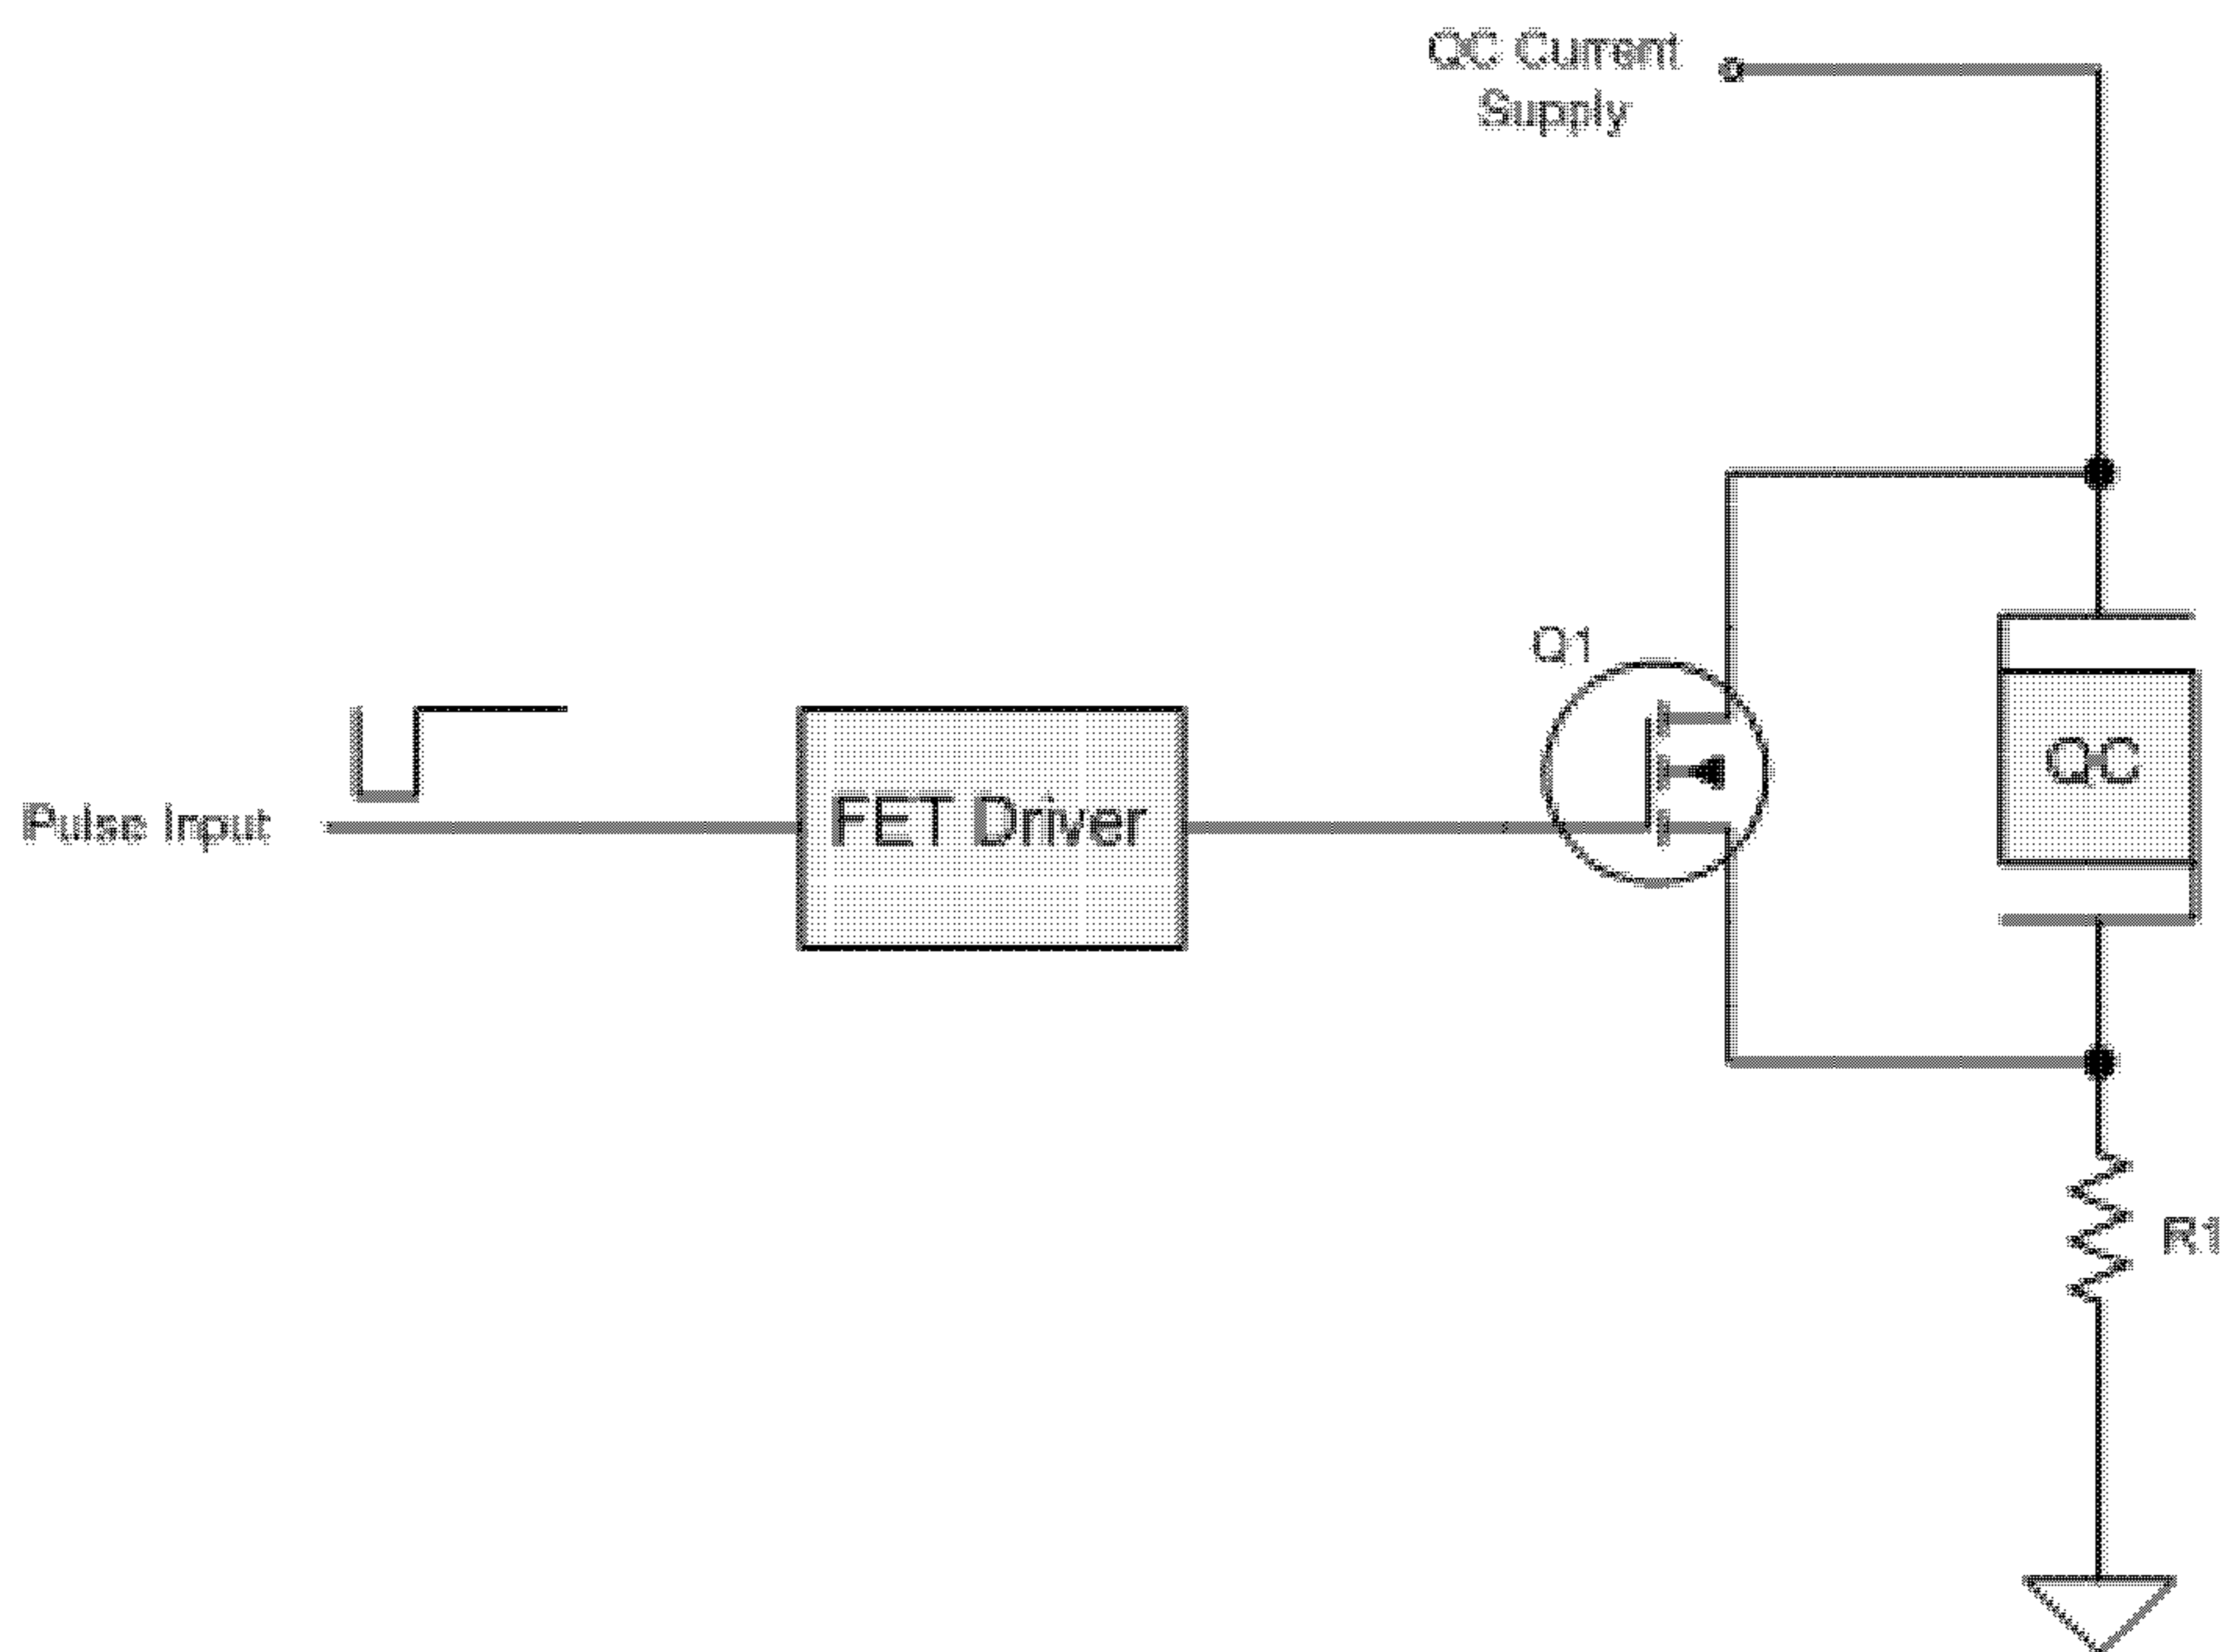 QC Current
Supply
Q1
Pulse Input
FET Driver
QC
R1